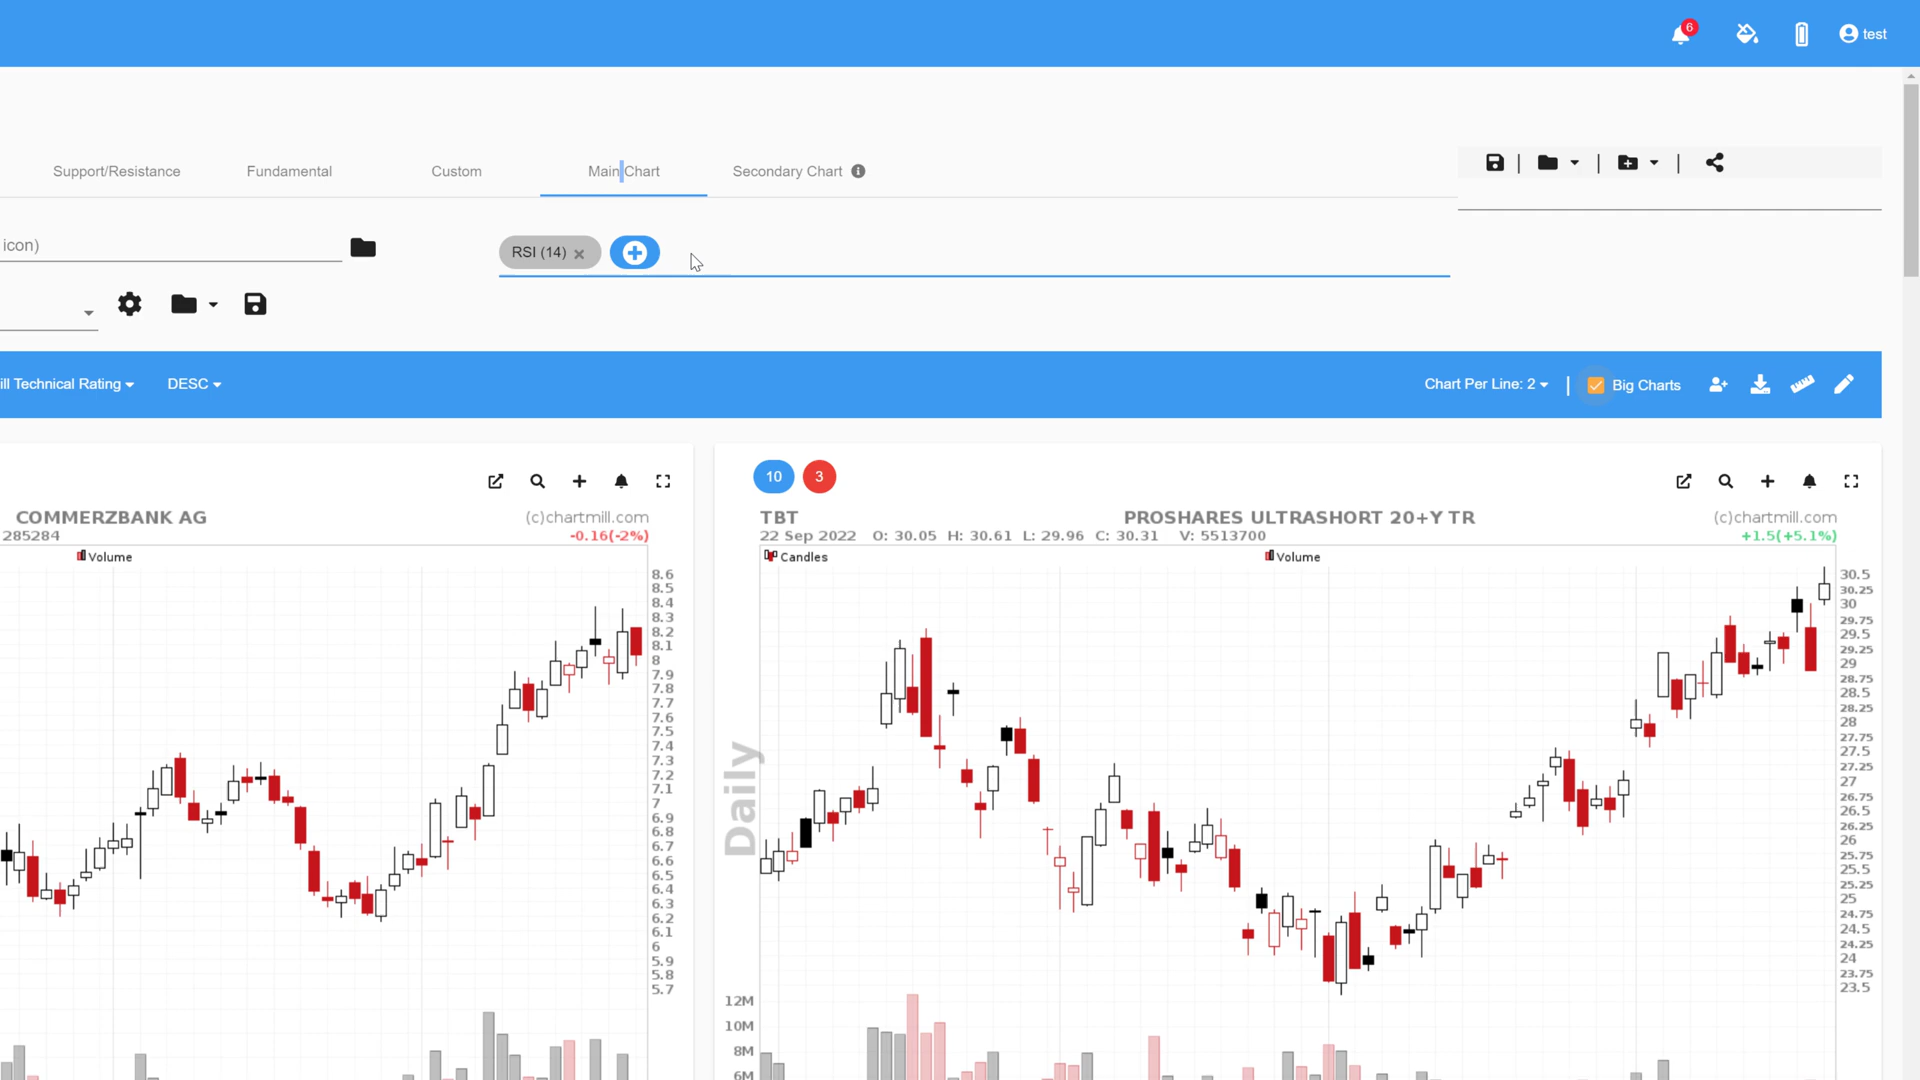 6
test
Support/Resistance
Fundamental
Custom
Main Chart
Secondary Chart
icon)
RSI (14)
ill Technical Rating
DESC
Chart Per Line: 2
Big Charts
COMMERZBANK AG
(c)chartmill.com
285284
-0.16(-2%)
Volume
8.6
8.5
8.4
8.3
8.2
8.1
8
7.9
7.8
7.7
7.6
7.5
7.4
7.3
7.2
7.1
7
6.9
6.8
6.7
6.6
6.5
6.4
6.3
6.2
6.1
6
5.9
5.8
5.7
10
3
TBT
PROSHARES ULTRASHORT 20+Y TR
(c)chartmill.com
22 Sep 2022 O: 30.05 H: 30.61 L: 29.96 C: 30.31 V: 5513700
+1.5(+5.1%)
Candles
Volume
Daily
30.5
30.25
30
29.75
29.5
29.25
29
28.75
28.5
28.25
28
27.75
27.5
27.25
27
26.75
26.5
26.25
26
25.75
25.5
25.25
25
24.75
24.5
24.25
24
23.75
23.5
12M
10M
8M
6M